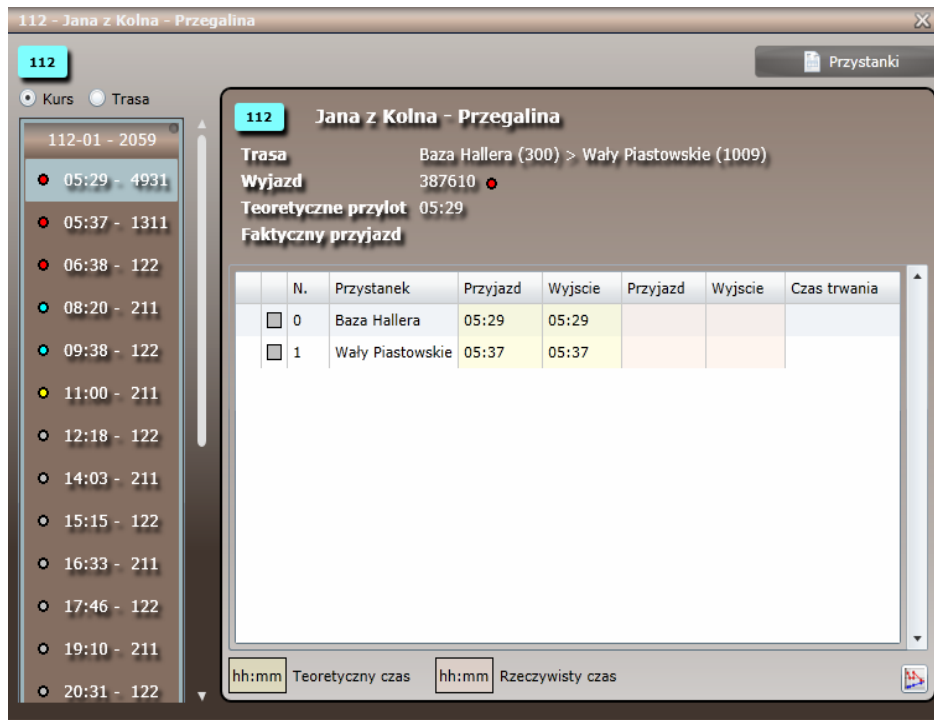 112 - Jana z Kolna - Przegalina
112
Przystanki
Kurs Trasa
112-01 - 2059
05:29 - 4931
05:37 - 1311
06:38 - 122
08:20 - 211
09:38 - 122
11:00 - 211
12:18 - 122
14:03 - 211
15:15 - 122
16:33 - 211
17:46 - 122
19:10 - 211
20:31 - 122
112 Jana z Kolna - Przegalina
Trasa Baza Hallera (300) > Wały Piastowskie (1009)
Wyjazd 387610
Teoretyczne przylot 05:29
Faktyczny przyjazd
N. Przystanek Przyjazd Wyjscie Przyjazd Wyjscie Czas trwania
0 Baza Hallera 05:29 05:29
1 Wały Piastowskie 05:37 05:37
hh:mm Teoretyczny czas hh:mm Rzeczywisty czas